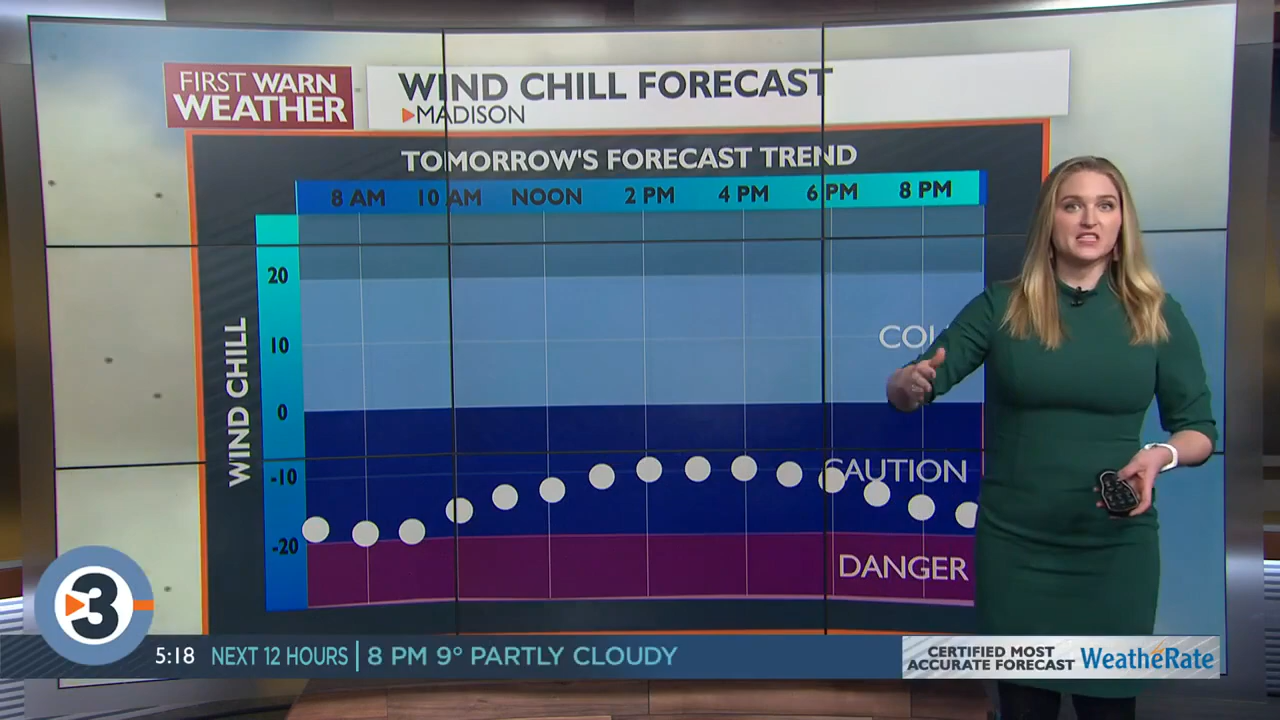 FIRST WARN
WEATHER
WIND CHILL FORECAST
MADISON
TOMORROW'S FORECAST TREND
8 AM 10 AM NOON 2 PM 4 PM 6 PM 8 PM
WIND CHILL
20
10
0
-10
-20
COL
CAUTION
DANGER
3
5:18 NEXT 12 HOURS 8 PM 9° PARTLY CLOUDY
CERTIFIED MOST
ACCURATE FORECAST
WeatheRate